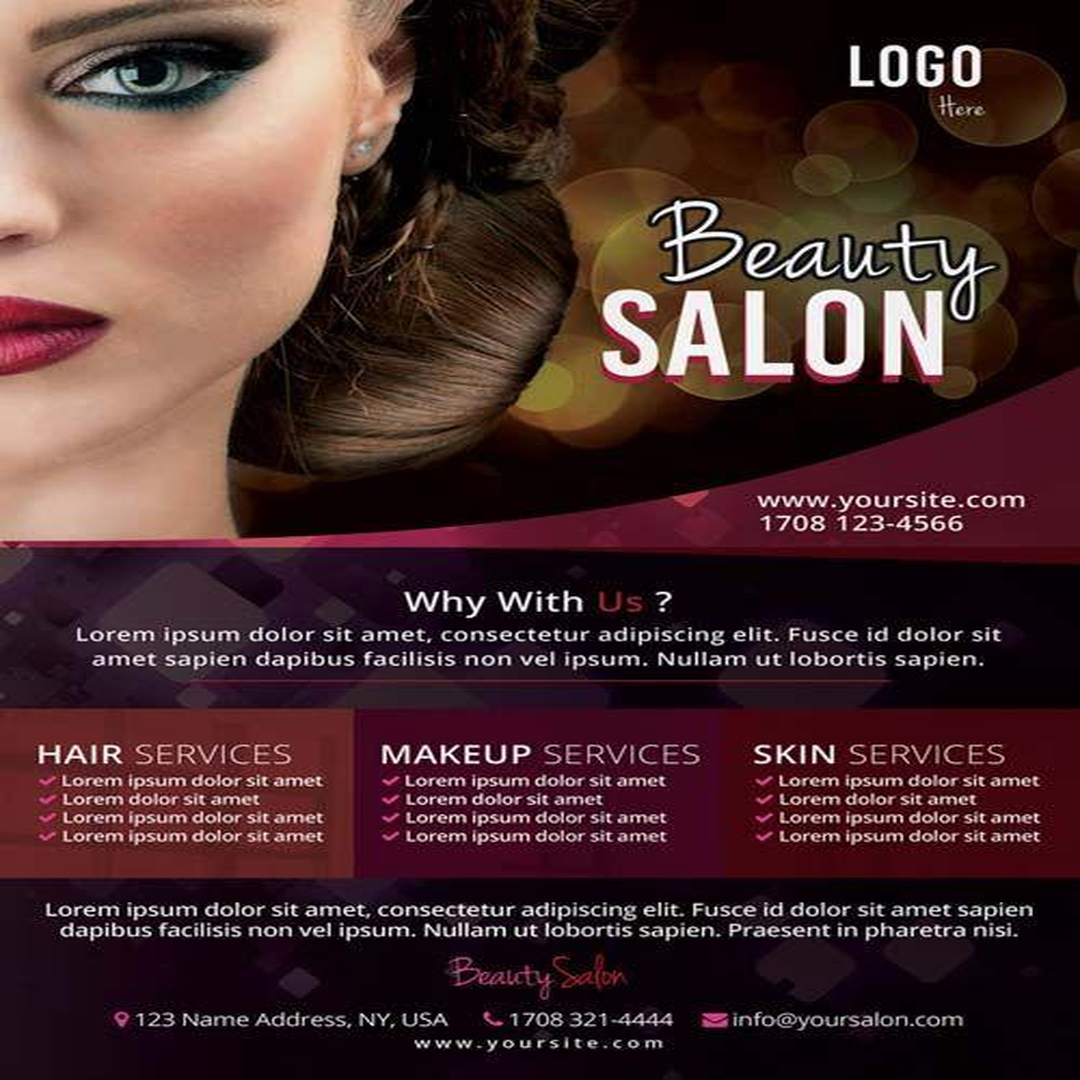 LOGO
Here
Beauty
SALON
www.yoursite.com
1708 123-4566
Why With Us ?
Lorem ipsum dolor sit amet, consectetur adipiscing elit. Fusce id dolor sit
amet sapien dapibus facilisis non vel ipsum. Nullam ut lobortis sapien.
HAIR SERVICES
Lorem ipsum dolor sit amet
Lorem dolor sit amet
Lorem ipsum dolor sit amet
Lorem ipsum dolor sit amet
MAKEUP SERVICES
Lorem ipsum dolor sit amet
Lorem dolor sit amet
Lorem ipsum dolor sit amet
Lorem ipsum dolor sit amet
SKIN SERVICES
Lorem ipsum dolor sit amet
Lorem dolor sit amet
Lorem ipsum dolor sit amet
Lorem ipsum dolor sit amet
Lorem ipsum dolor sit amet, consectetur adipiscing elit. Fusce id dolor sit amet sapien
dapibus facilisis non vel ipsum. Nullam ut lobortis sapien. Praesent in pharetra nisi.
Beauty Salon
123 Name Address, NY, USA 1708 321-4444 info@yoursalon.com
www.yoursite.com